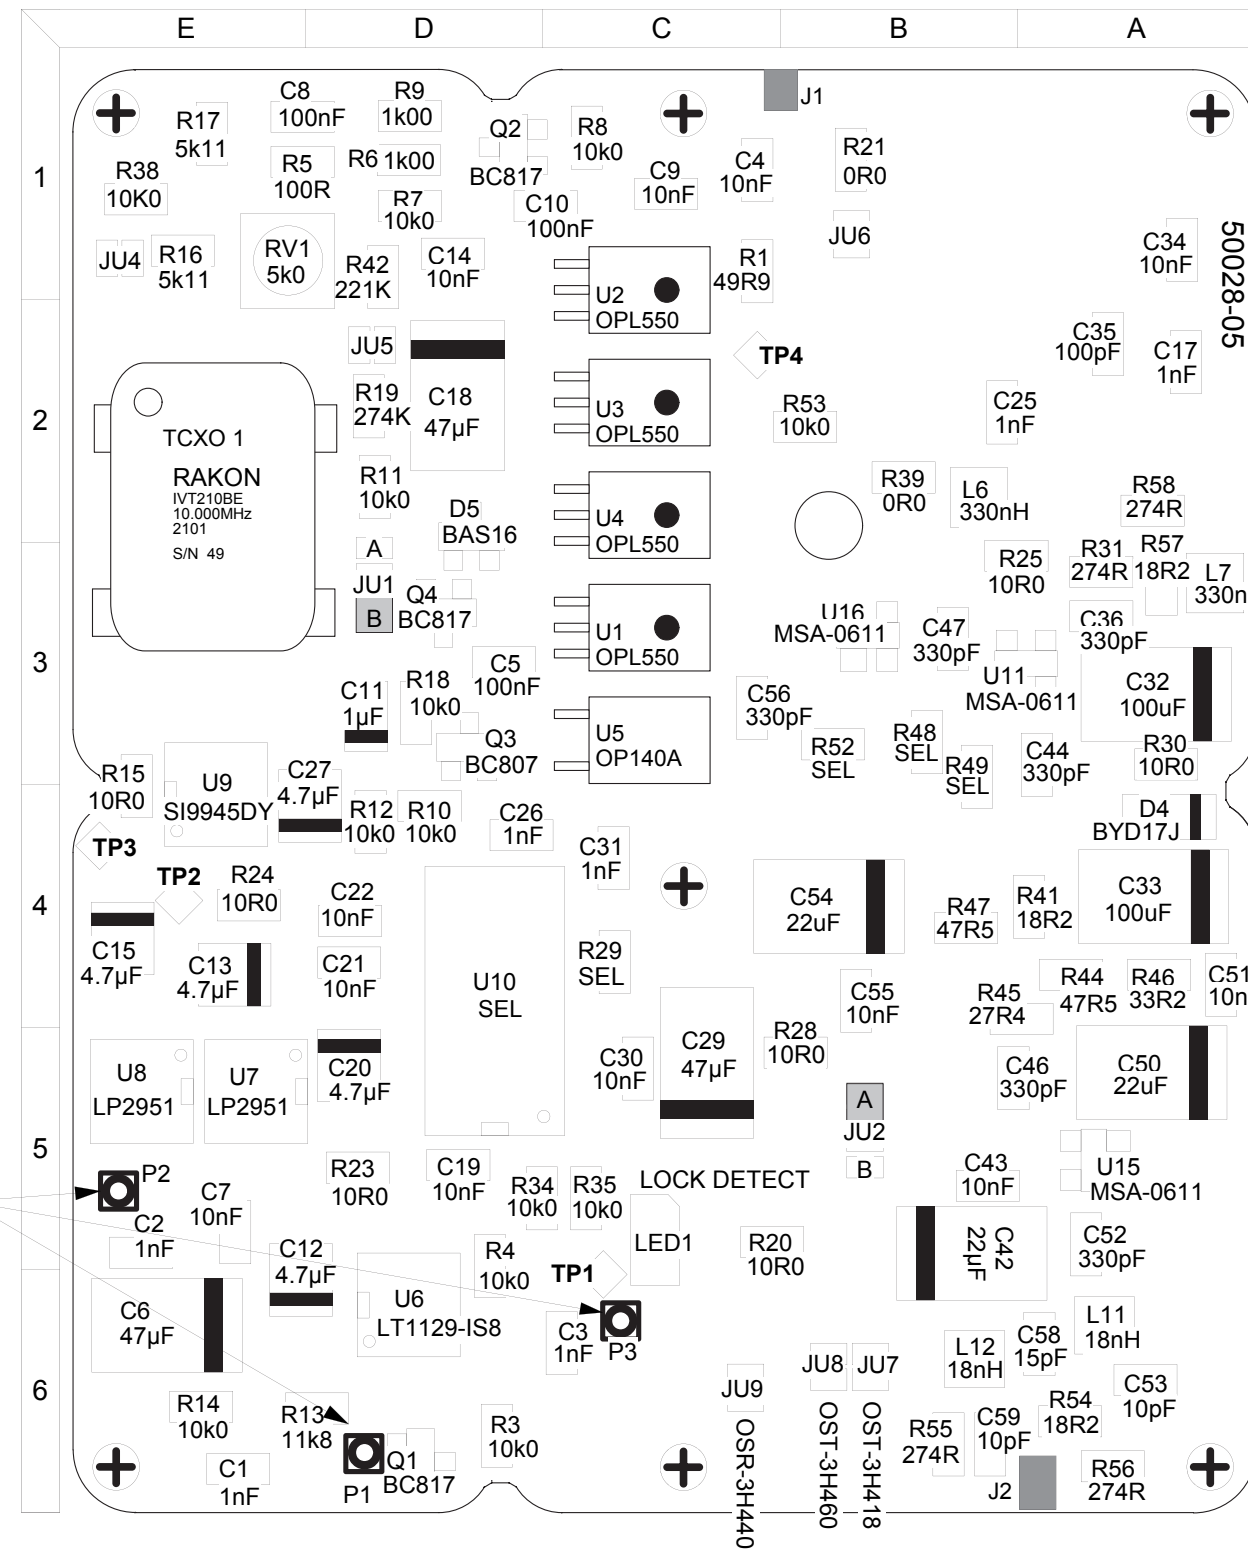 E D C B A
1
2
3
4
5
6
C8
100nF
R9
1k00
R17
5k11
Q2
BC817
R8
10k0
J1
R38
10K0
R5
100R
R6 1k00
R7
10k0
C10
100nF
C9
10nF
C4
10nF
R21
0R0
JU6
JU4
R16
5k11
RV1
5k0
R42
221K
C14
10nF
U2
OPL550
R1
49R9
C34
10nF
50028-05
JU5
TP4
C35
100pF
C17
1nF
TCXO 1
RAKON
IVT210BE
10.000MHz
2101
S/N 49
R19
274K
C18
47µF
U3
OPL550
R53
10k0
C25
1nF
R11
10k0
D5
BAS16
U4
OPL550
R39
0R0
L6
330nH
R58
274R
A
JU1
B
Q4
BC817
U1
OPL550
R25
10R0
R31
274R
R57
18R2
L7
330n
U16
MSA-0611
C47
330pF
C36
330pF
C11
1µF
R18
10k0
C5
100nF
C56
330pF
U11
MSA-0611
C32
100uF
Q3
BC807
U5
OP140A
R52
SEL
R48
SEL
R49
SEL
C44
330pF
R30
10R0
R15
10R0
U9
SI9945DY
C27
4.7µF
R12
10k0
R10
10k0
C26
1nF
D4
BYD17J
TP3
TP2
R24
10R0
C22
10nF
C31
1nF
C54
22uF
R47
47R5
R41
18R2
C33
100uF
C15
4.7µF
C13
4.7µF
C21
10nF
U10
SEL
R29
SEL
C55
10nF
R45
27R4
R44
47R5
R46
33R2
C51
10n
U8
LP2951
U7
LP2951
C20
4.7µF
C30
10nF
C29
47µF
R28
10R0
C46
330pF
C50
22uF
A
JU2
B
P2
C7
10nF
R23
10R0
C19
10nF
R34
10k0
R35
10k0
LOCK DETECT
C43
10nF
U15
MSA-0611
C2
1nF
C12
4.7µF
R4
10k0
LED1
R20
10R0
C42
22µF
C52
330pF
TP1
C6
47µF
U6
LT1129-IS8
C3
1nF
P3
L12
18nH
C58
15pF
L11
18nH
JU9
JU8
JU7
R14
10k0
R13
11k8
R3
10k0
C53
10pF
R54
18R2
C1
1nF
P1
Q1
BC817
OSR-3H440
OST-3H460
OST-3H418
R55
274R
C59
10pF
J2
R56
274R